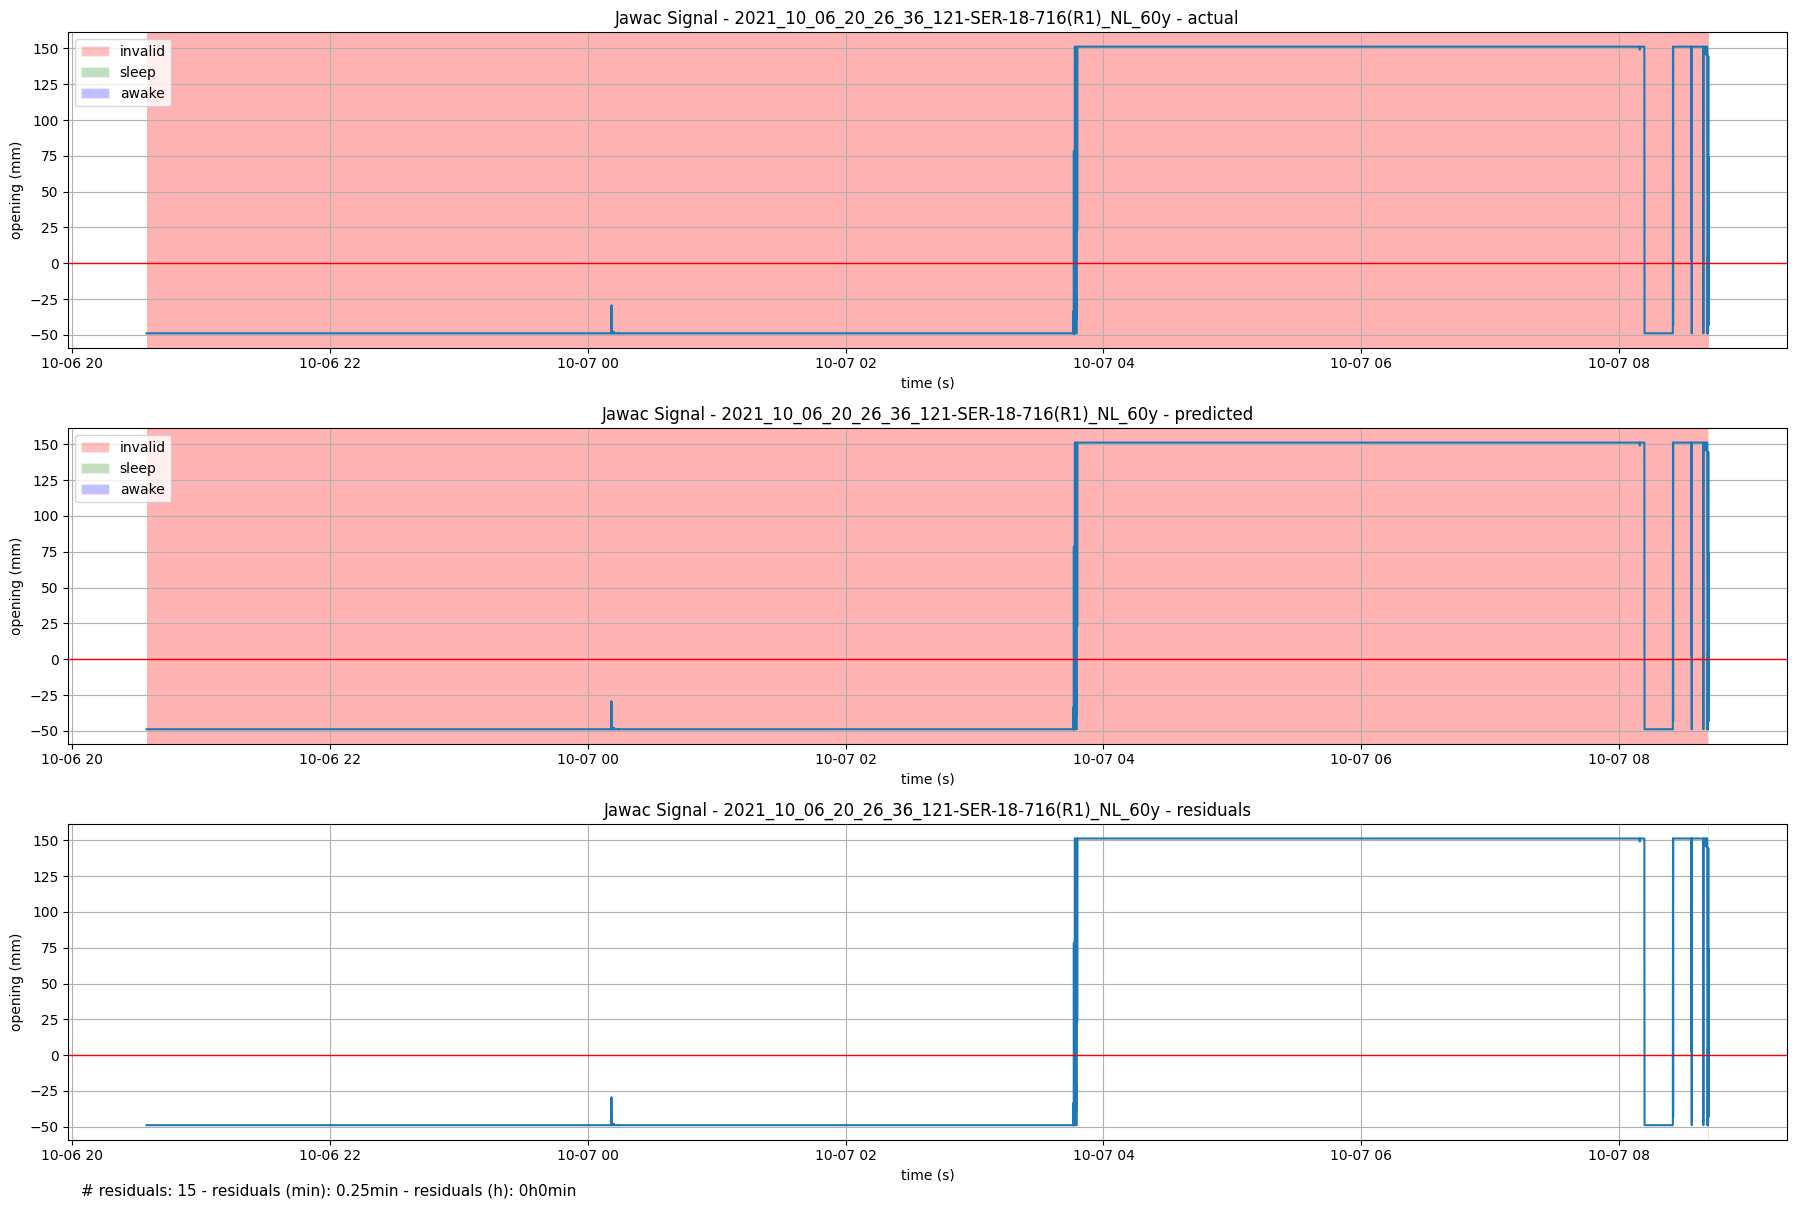 Jawac Signal - 2021_10_06_20_26_36_121-SER-18-716(R1)_NL_60y - actual
invalid
sleep
awake
150
125
100
75
50
25
0
−25
−50
opening (mm)
10-06 20 10-06 22 10-07 00 10-07 02 10-07 04 10-07 06 10-07 08
time (s)
Jawac Signal - 2021_10_06_20_26_36_121-SER-18-716(R1)_NL_60y - predicted
invalid
sleep
awake
150
125
100
75
50
25
0
−25
−50
opening (mm)
10-06 20 10-06 22 10-07 00 10-07 02 10-07 04 10-07 06 10-07 08
time (s)
Jawac Signal - 2021_10_06_20_26_36_121-SER-18-716(R1)_NL_60y - residuals
150
125
100
75
50
25
0
−25
−50
opening (mm)
10-06 20 10-06 22 10-07 00 10-07 02 10-07 04 10-07 06 10-07 08
time (s)
# residuals: 15 - residuals (min): 0.25min - residuals (h): 0h0min